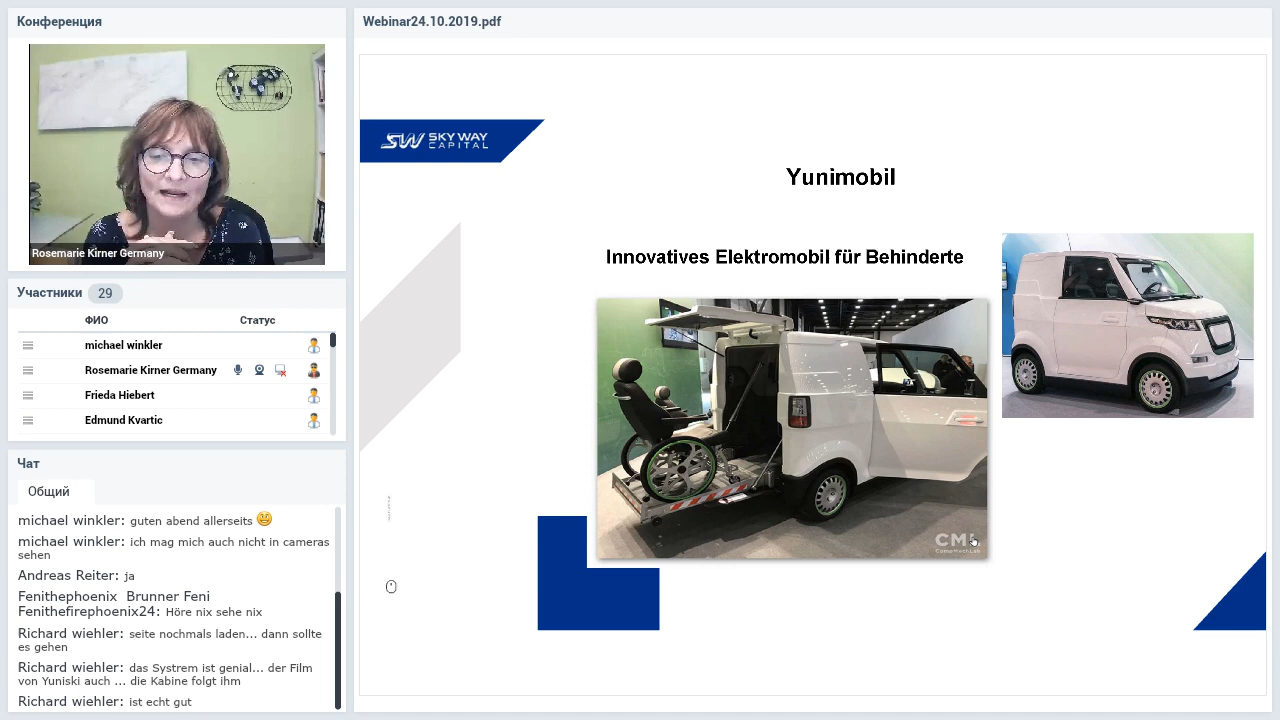 Конференция
Rosemarie Kirner Germany
Участники 29
ФИО Статус
michael winkler
Rosemarie Kirner Germany
Frieda Hiebert
Edmund Kvartic
Чат
Общий
michael winkler: guten abend allerseits
michael winkler: ich mag mich auch nicht in cameras
sehen
Andreas Reiter: ja
Fenithephoenix Brunner Feni
Fenithefirephoenix24: Höre nix sehe nix
Richard wiehler: seite nochmals laden... dann sollte
es gehen
Richard wiehler: das Systrem ist genial... der Film
von Yuniski auch ... die Kabine folgt ihm
Richard wiehler: ist echt gut
Webinar24.10.2019.pdf
SW SKY WAY
CAPITAL
Yunimobil
Innovatives Elektromobil für Behinderte